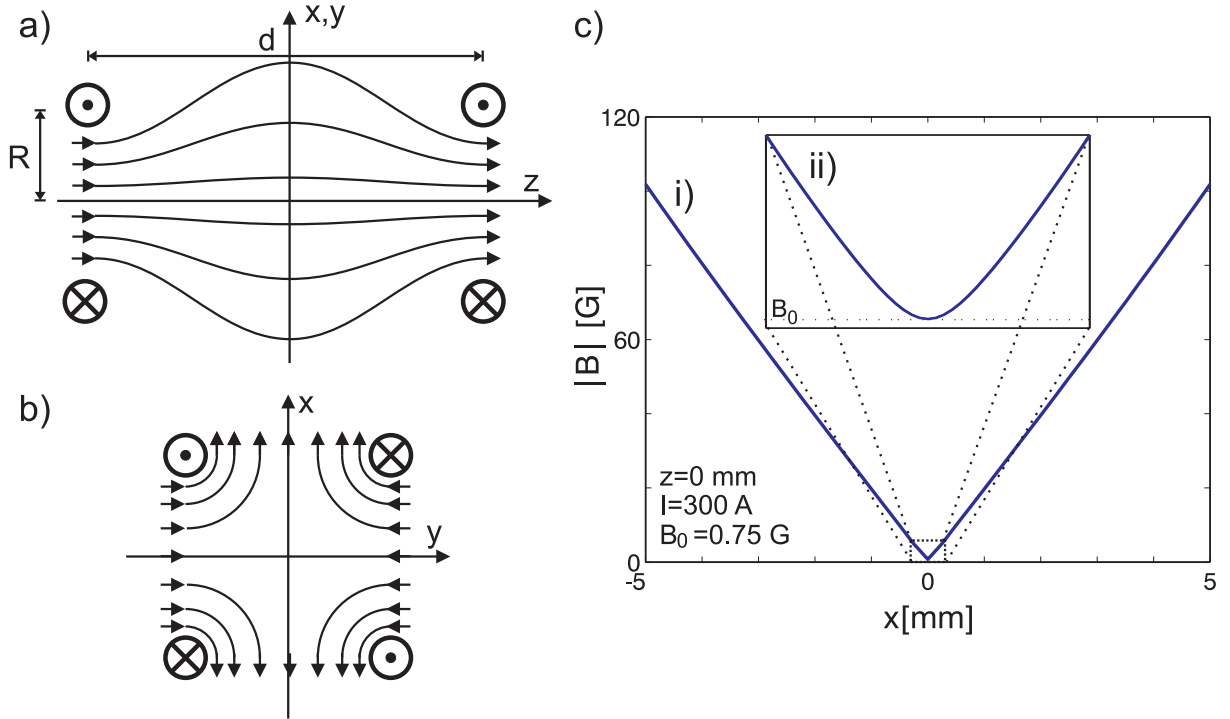 a)
x,y
d
R
z
b)
x
y
c)
120
60
0
|B| [G]
i)
ii)
B0
z=0 mm
I=300 A
B0=0.75 G
-5
0
5
x[mm]